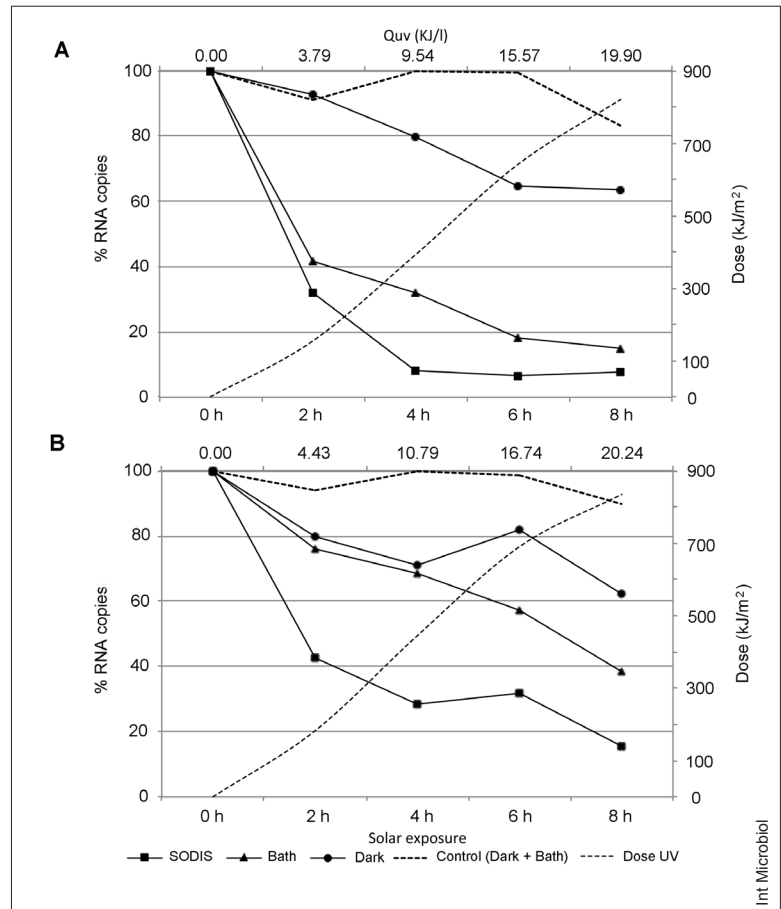 A
Quv (KJ/l)
0.00 3.79 9.54 15.57 19.90
100
80
60
40
20
0
% RNA copies
900
700
500
300
100
0
Dose (kJ/m²)
0 h 2 h 4 h 6 h 8 h
B
0.00 4.43 10.79 16.74 20.24
100
80
60
40
20
0
% RNA copies
900
700
500
300
100
0
Dose (kJ/m²)
0 h 2 h 4 h 6 h 8 h
Solar exposure
SODIS Bath Dark Control (Dark + Bath) Dose UV
Int Microbiol